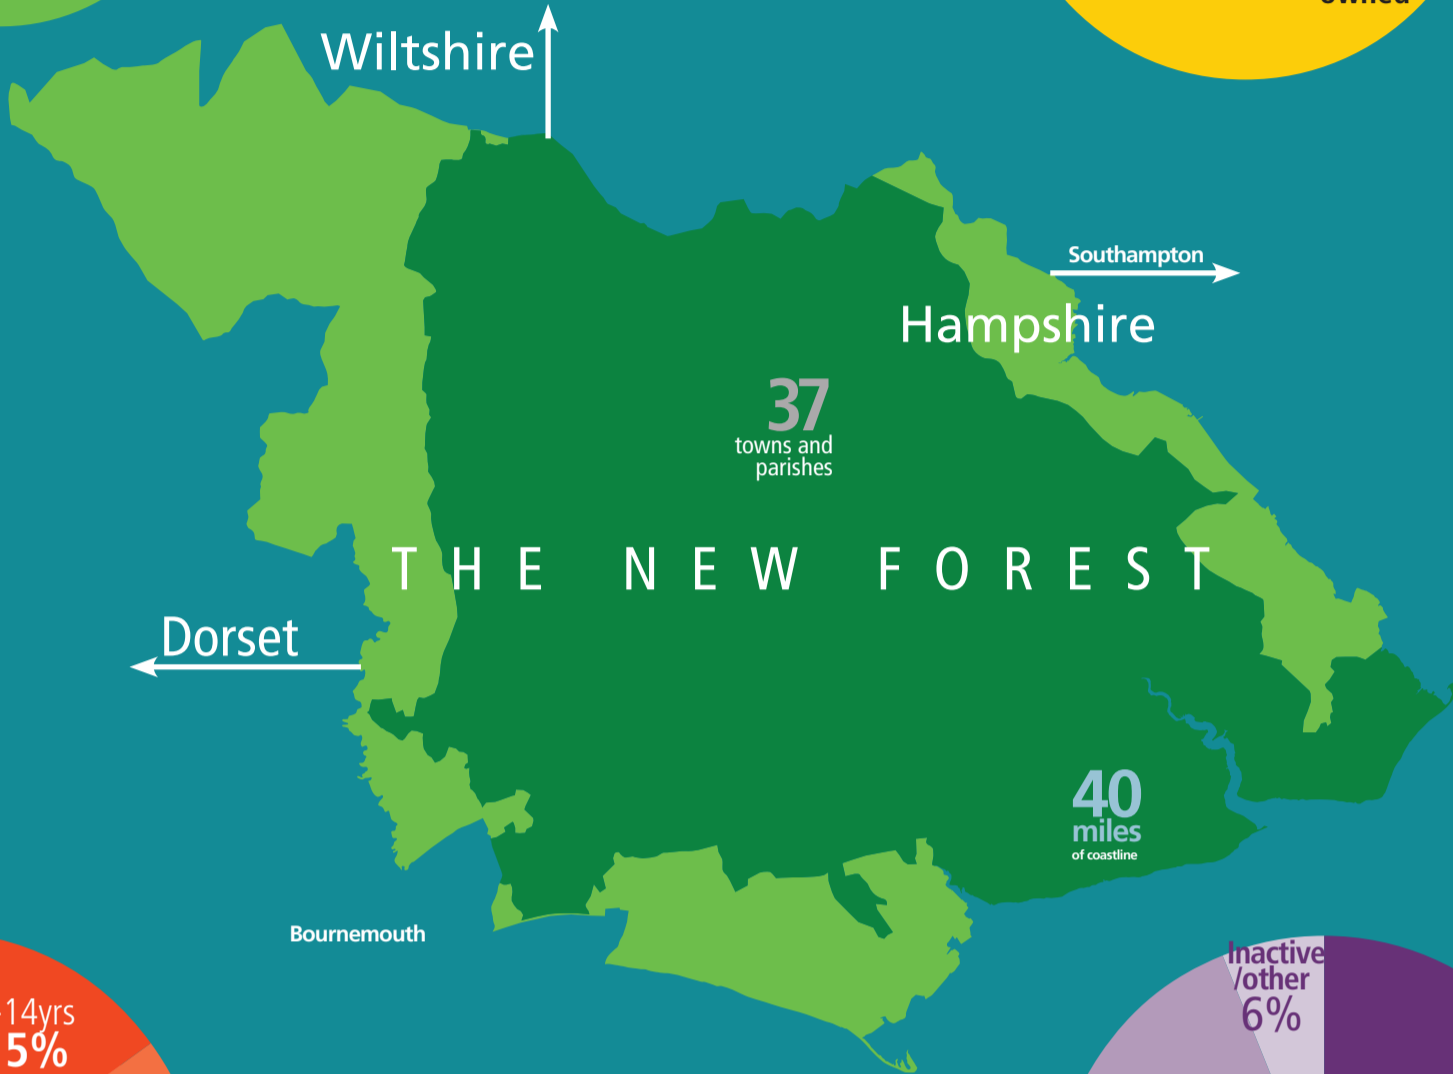 owned
Wiltshire
Southampton
Hampshire
37
towns and
parishes
THE NEW FOREST
Dorset
40
miles
of coastline
Bournemouth
14yrs
5%
Inactive
/other
6%